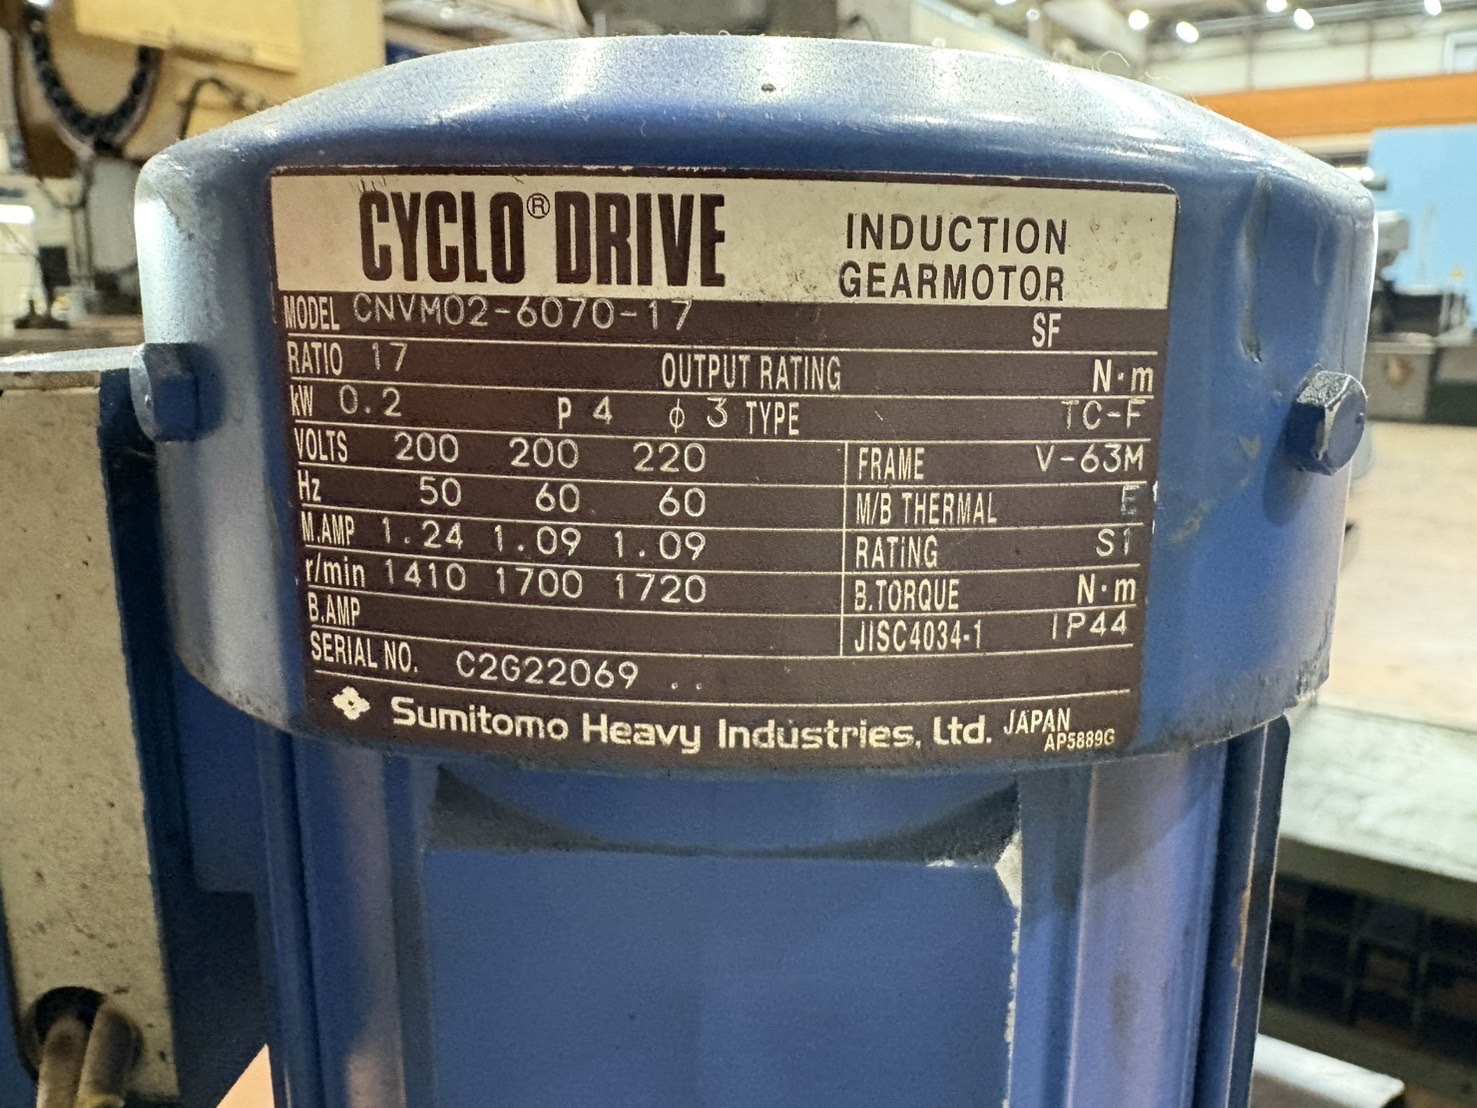 CYCLO® DRIVE INDUCTION GEARMOTOR
MODEL CNVM02-6070-17 SF
RATIO 17 OUTPUT RATING N·m
kW 0.2 P 4 φ 3 TYPE TC-F
VOLTS 200 200 220 FRAME V-63M
Hz 50 60 60 M/B THERMAL E
M.AMP 1.24 1.09 1.09 RATING S1
r/min 1410 1700 1720 B.TORQUE N·m
B.AMP JISC4034-1 IP44
SERIAL NO. C2G22069 ..
Sumitomo Heavy Industries, Ltd. JAPAN
AP5889G